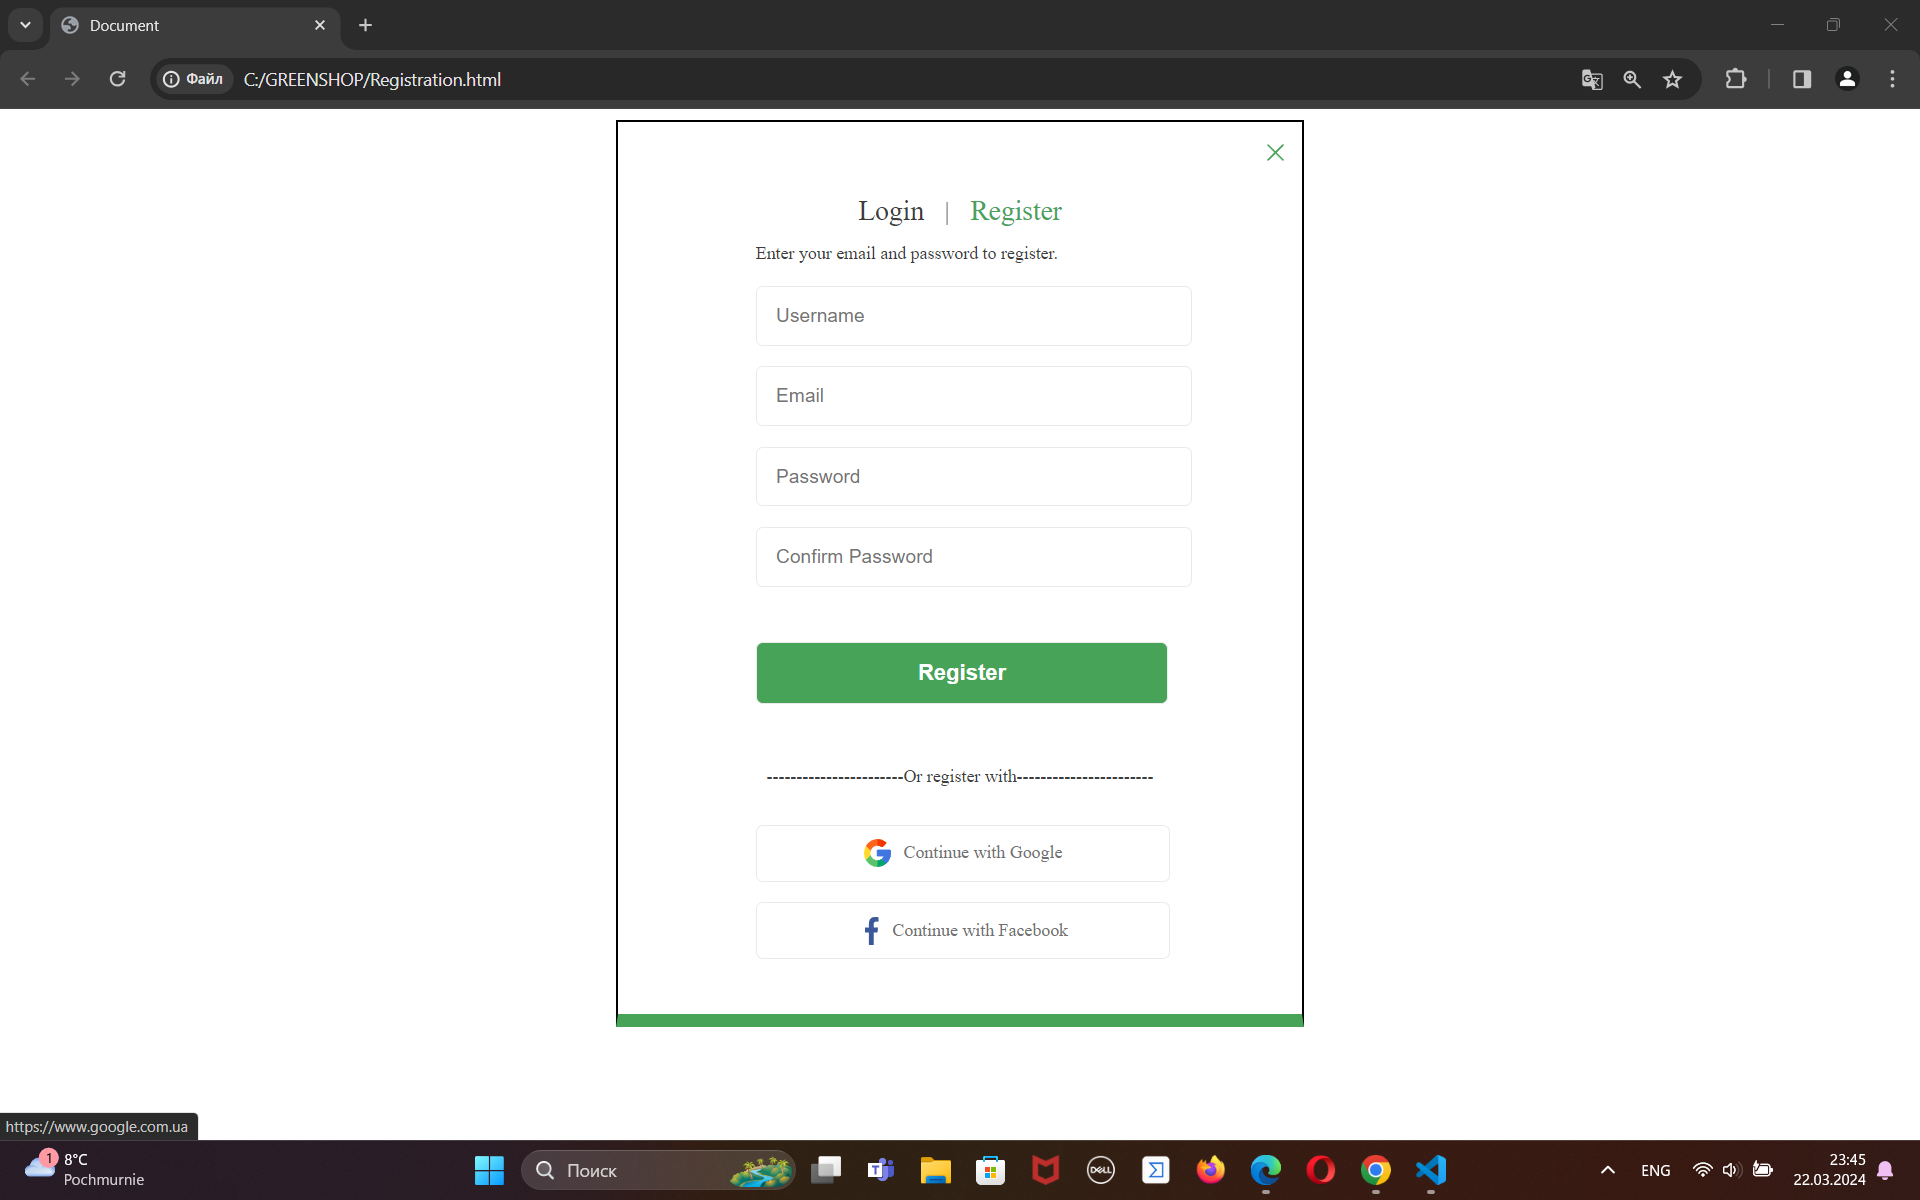 Document
Файл
C:/GREENSHOP/Registration.html
Login | Register
Enter your email and password to register.
Username
Email
Password
Confirm Password
Register
-----------------------Or register with-----------------------
Continue with Google
Continue with Facebook
https://www.google.com.ua
1
8°C
Pochmurnie
Поиск
DELL
ENG
23:45
22.03.2024